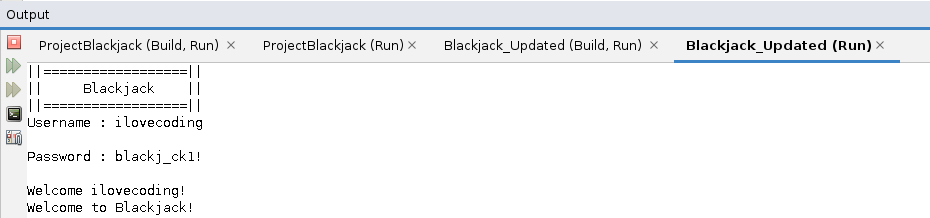 Output
ProjectBlackjack (Build, Run) × ProjectBlackjack (Run) × Blackjack_Updated (Build, Run) × Blackjack_Updated (Run) ×
||==================||
||     Blackjack    ||
||==================||
Username : ilovecoding
Password : blackj_ck1!
Welcome ilovecoding!
Welcome to Blackjack!